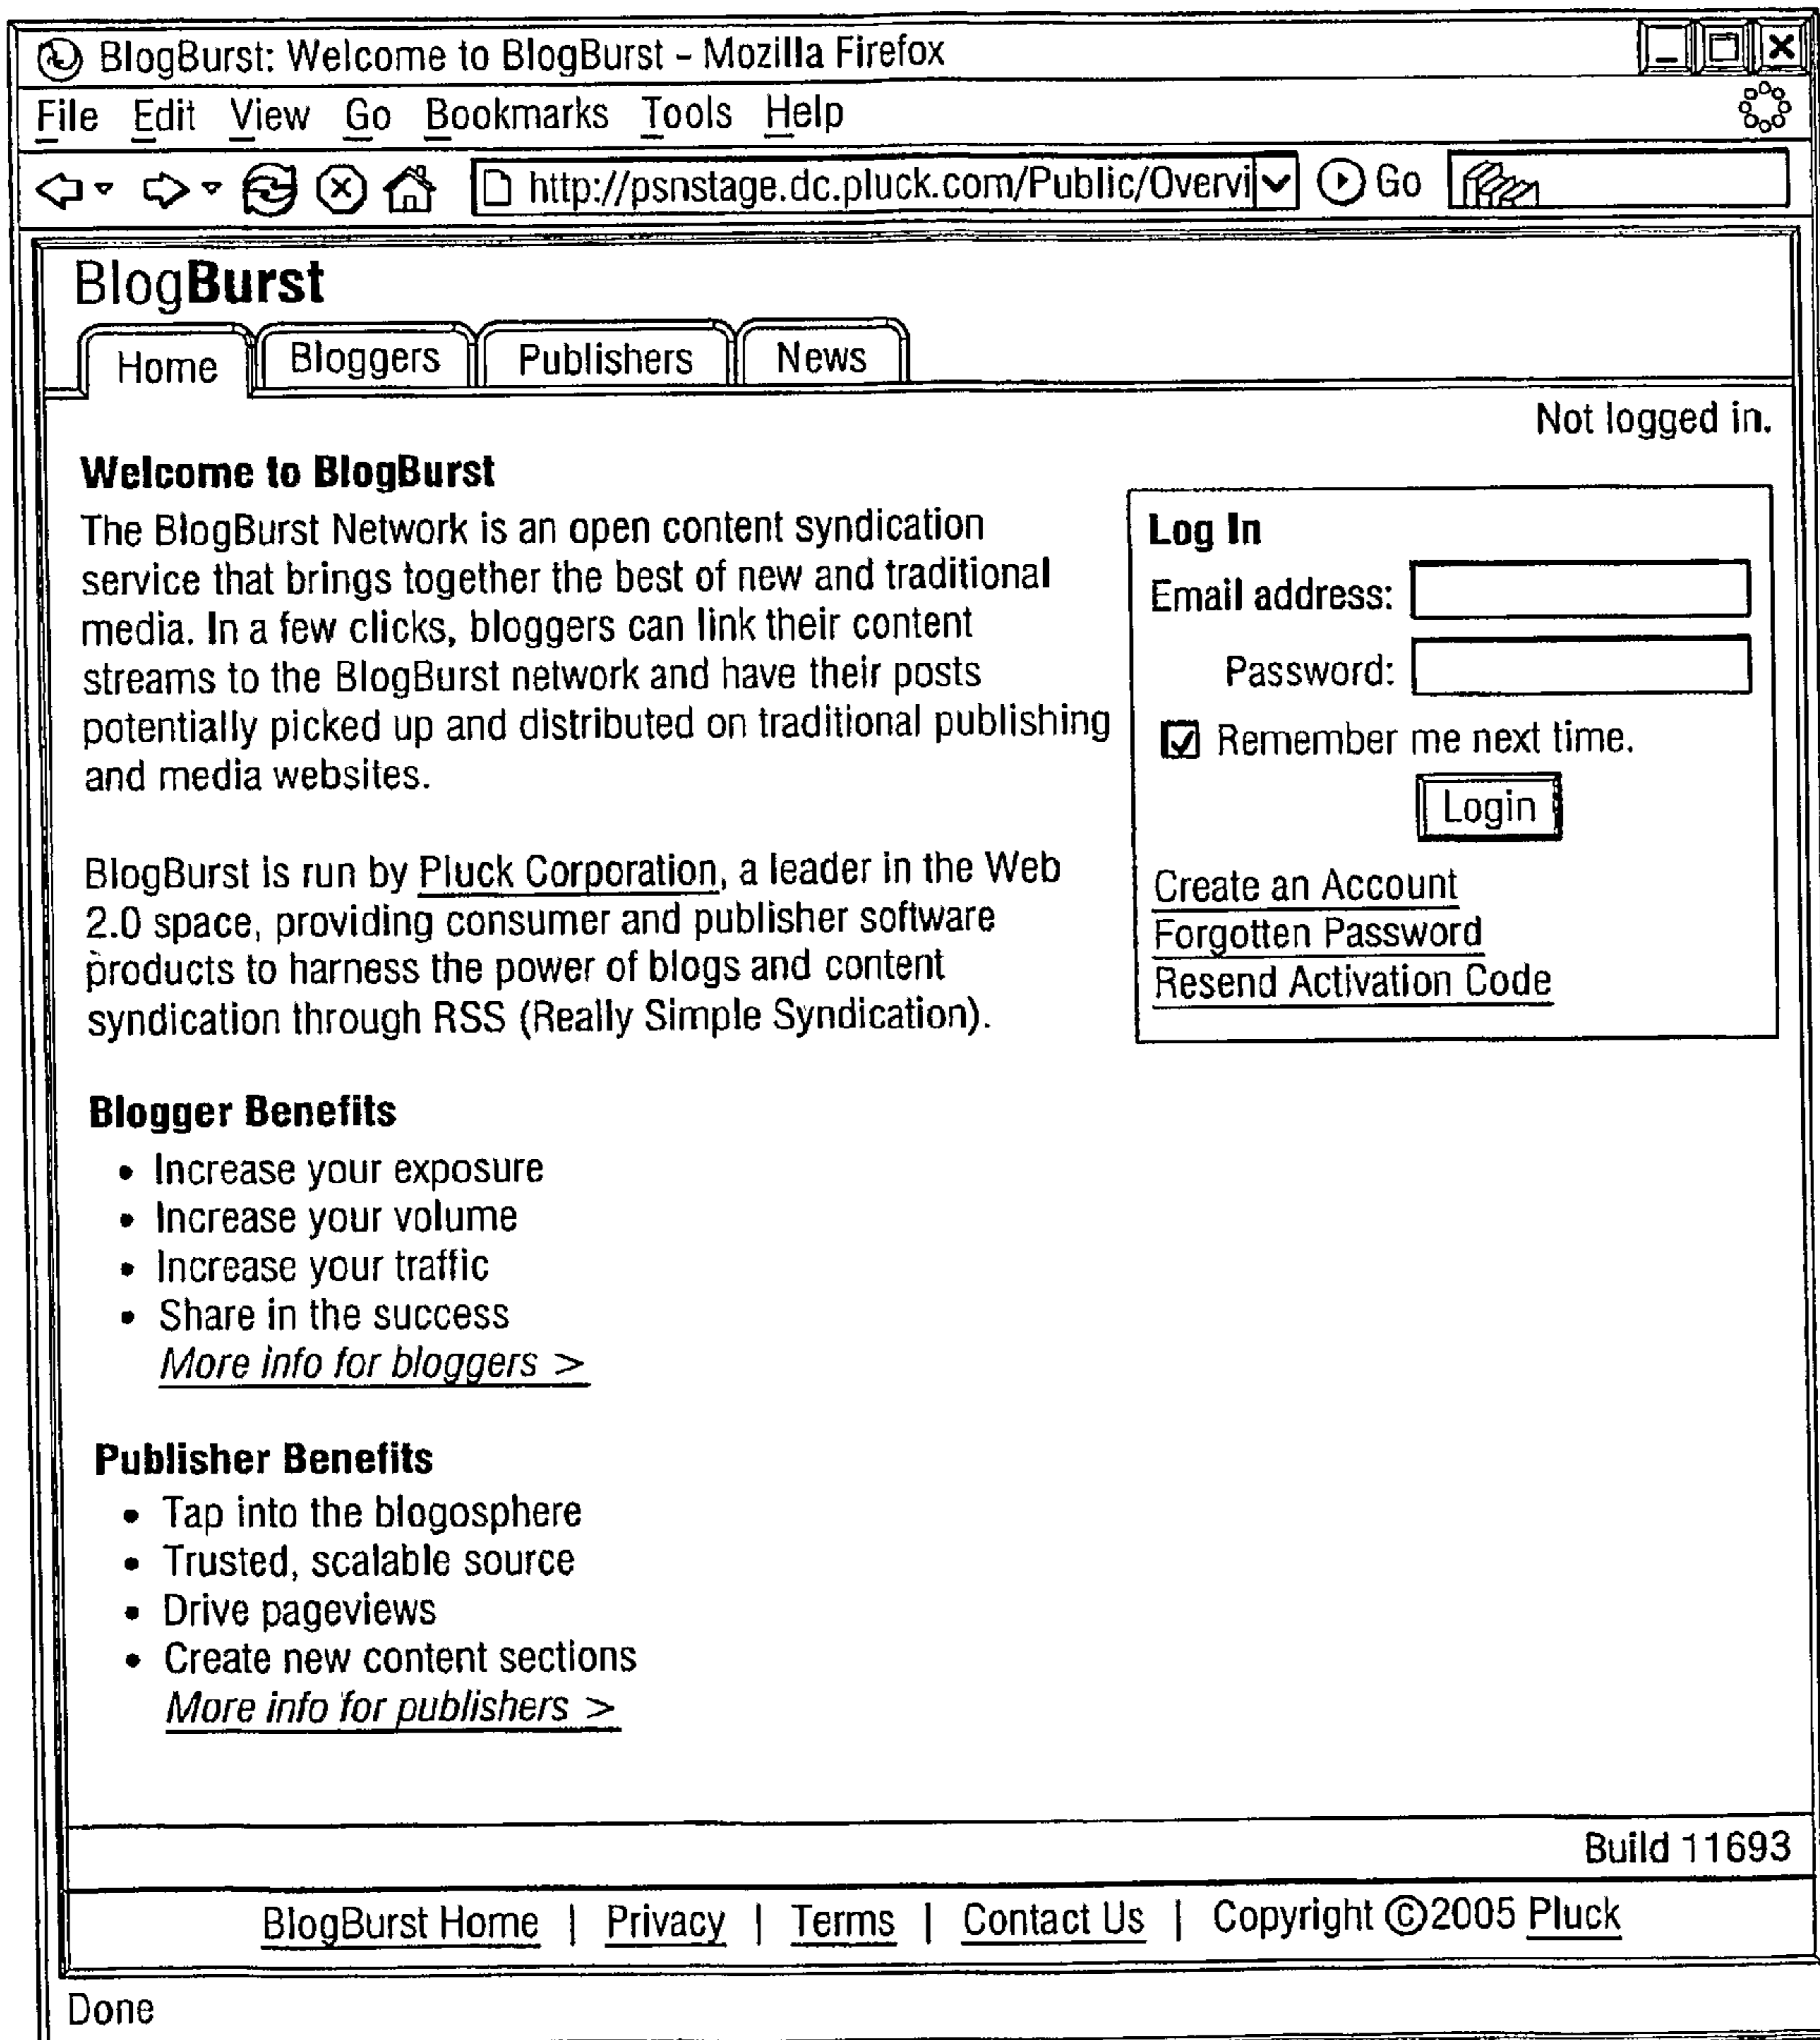 BlogBurst: Welcome to BlogBurst - Mozilla Firefox
File Edit View Go Bookmarks Tools Help
http://psnstage.dc.pluck.com/Public/Overvi Go
BlogBurst
Home Bloggers Publishers News
Not logged in.
Welcome to BlogBurst
The BlogBurst Network is an open content syndication
service that brings together the best of new and traditional
media. In a few clicks, bloggers can link their content
streams to the BlogBurst network and have their posts
potentially picked up and distributed on traditional publishing
and media websites.
BlogBurst is run by Pluck Corporation, a leader in the Web
2.0 space, providing consumer and publisher software
products to harness the power of blogs and content
syndication through RSS (Really Simple Syndication).
Log In
Email address:
Password:
Remember me next time.
Login
Create an Account
Forgotten Password
Resend Activation Code
Blogger Benefits
• Increase your exposure
• Increase your volume
• Increase your traffic
• Share in the success
More info for bloggers >
Publisher Benefits
• Tap into the blogosphere
• Trusted, scalable source
• Drive pageviews
• Create new content sections
More info for publishers >
Build 11693
BlogBurst Home | Privacy | Terms | Contact Us | Copyright ©2005 Pluck
Done